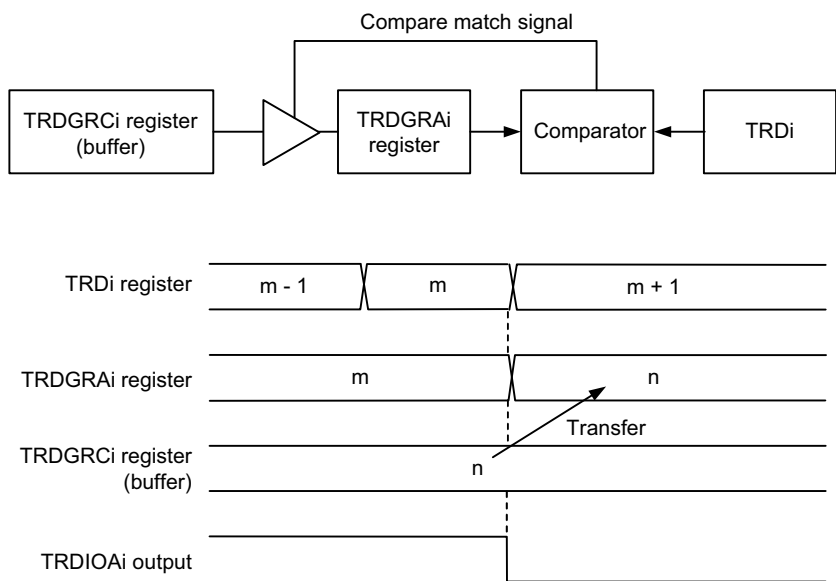 Compare match signal
TRDGRCi register
(buffer)
TRDGRAi
register
Comparator
TRDi
TRDi register
m - 1
m
m + 1
TRDGRAi register
m
n
Transfer
TRDGRCi register
(buffer)
n
TRDIOAi output